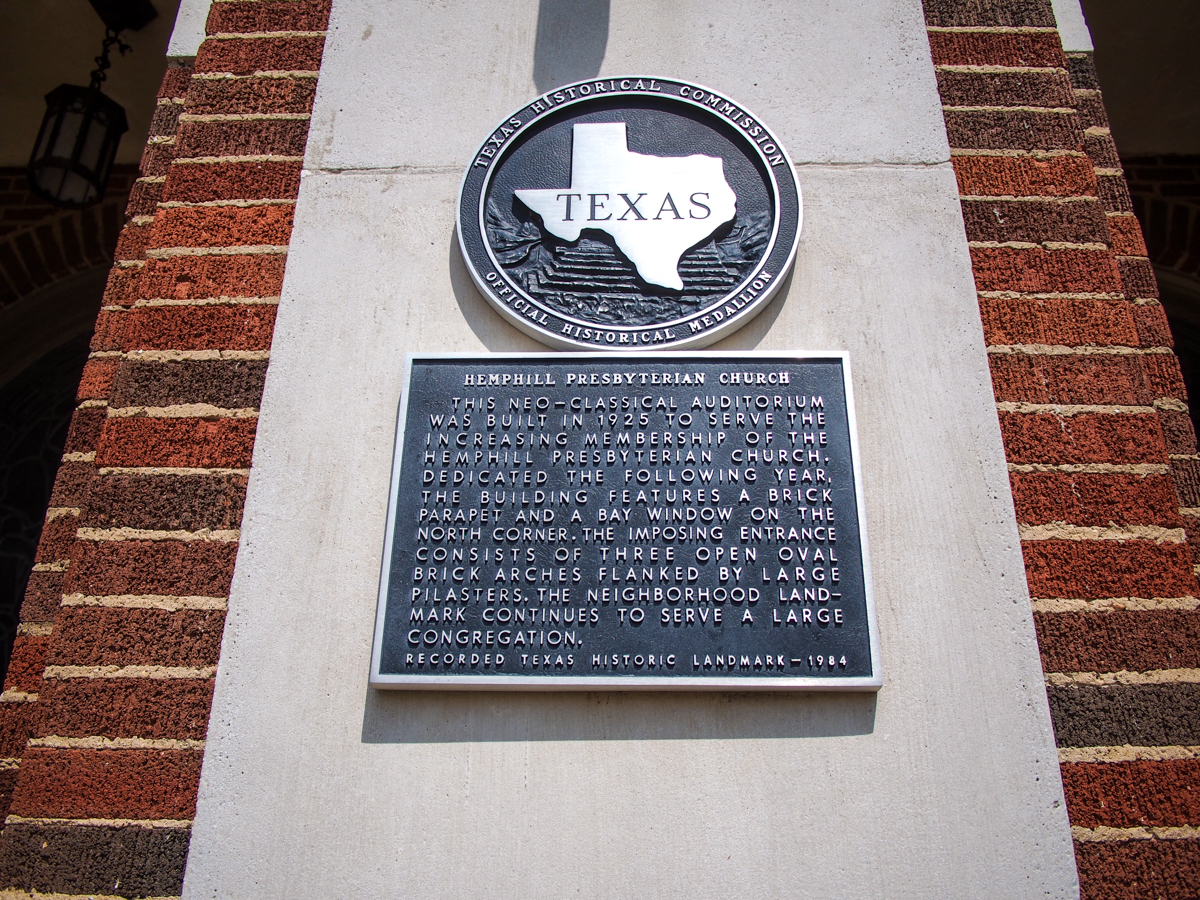 TEXAS HISTORICAL COMMISSION
TEXAS
OFFICIAL HISTORICAL MEDALLION
HEMPHILL PRESBYTERIAN CHURCH
THIS NEO-CLASSICAL AUDITORIUM
WAS BUILT IN 1925 TO SERVE THE
INCREASING MEMBERSHIP OF THE
HEMPHILL PRESBYTERIAN CHURCH.
DEDICATED THE FOLLOWING YEAR,
THE BUILDING FEATURES A BRICK
PARAPET AND A BAY WINDOW ON THE
NORTH CORNER. THE IMPOSING ENTRANCE
CONSISTS OF THREE OPEN OVAL
BRICK ARCHES FLANKED BY LARGE
PILASTERS. THE NEIGHBORHOOD LAND-
MARK CONTINUES TO SERVE A LARGE
CONGREGATION.
RECORDED TEXAS HISTORIC LANDMARK - 1984